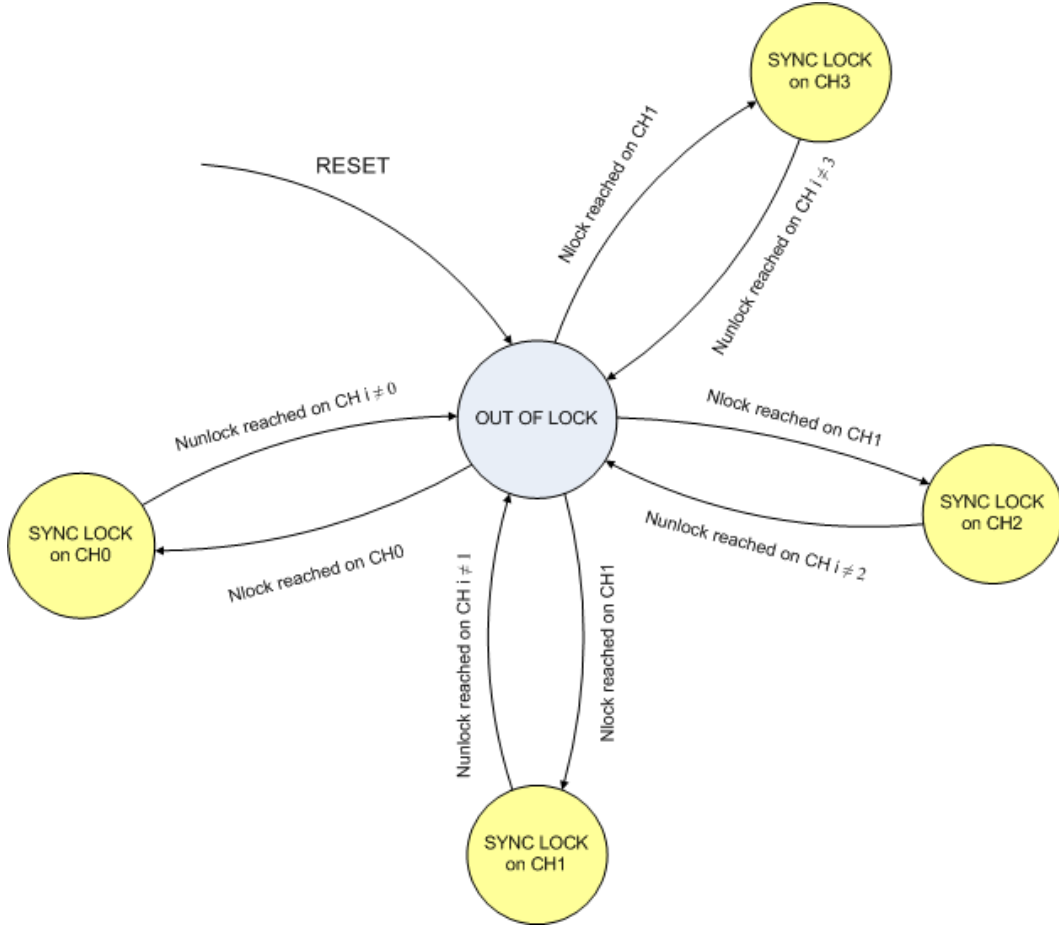 SYNC LOCK
on CH3
RESET
Nlock reached on CH1
Nunlock reached on CH i ≠ 3
OUT OF LOCK
Nunlock reached on CH i ≠ 0
Nlock reached on CH1
SYNC LOCK
on CH0
SYNC LOCK
on CH2
Nlock reached on CH0
Nunlock reached on CH i ≠ 2
Nunlock reached on CH i ≠ 1
Nlock reached on CH1
SYNC LOCK
on CH1